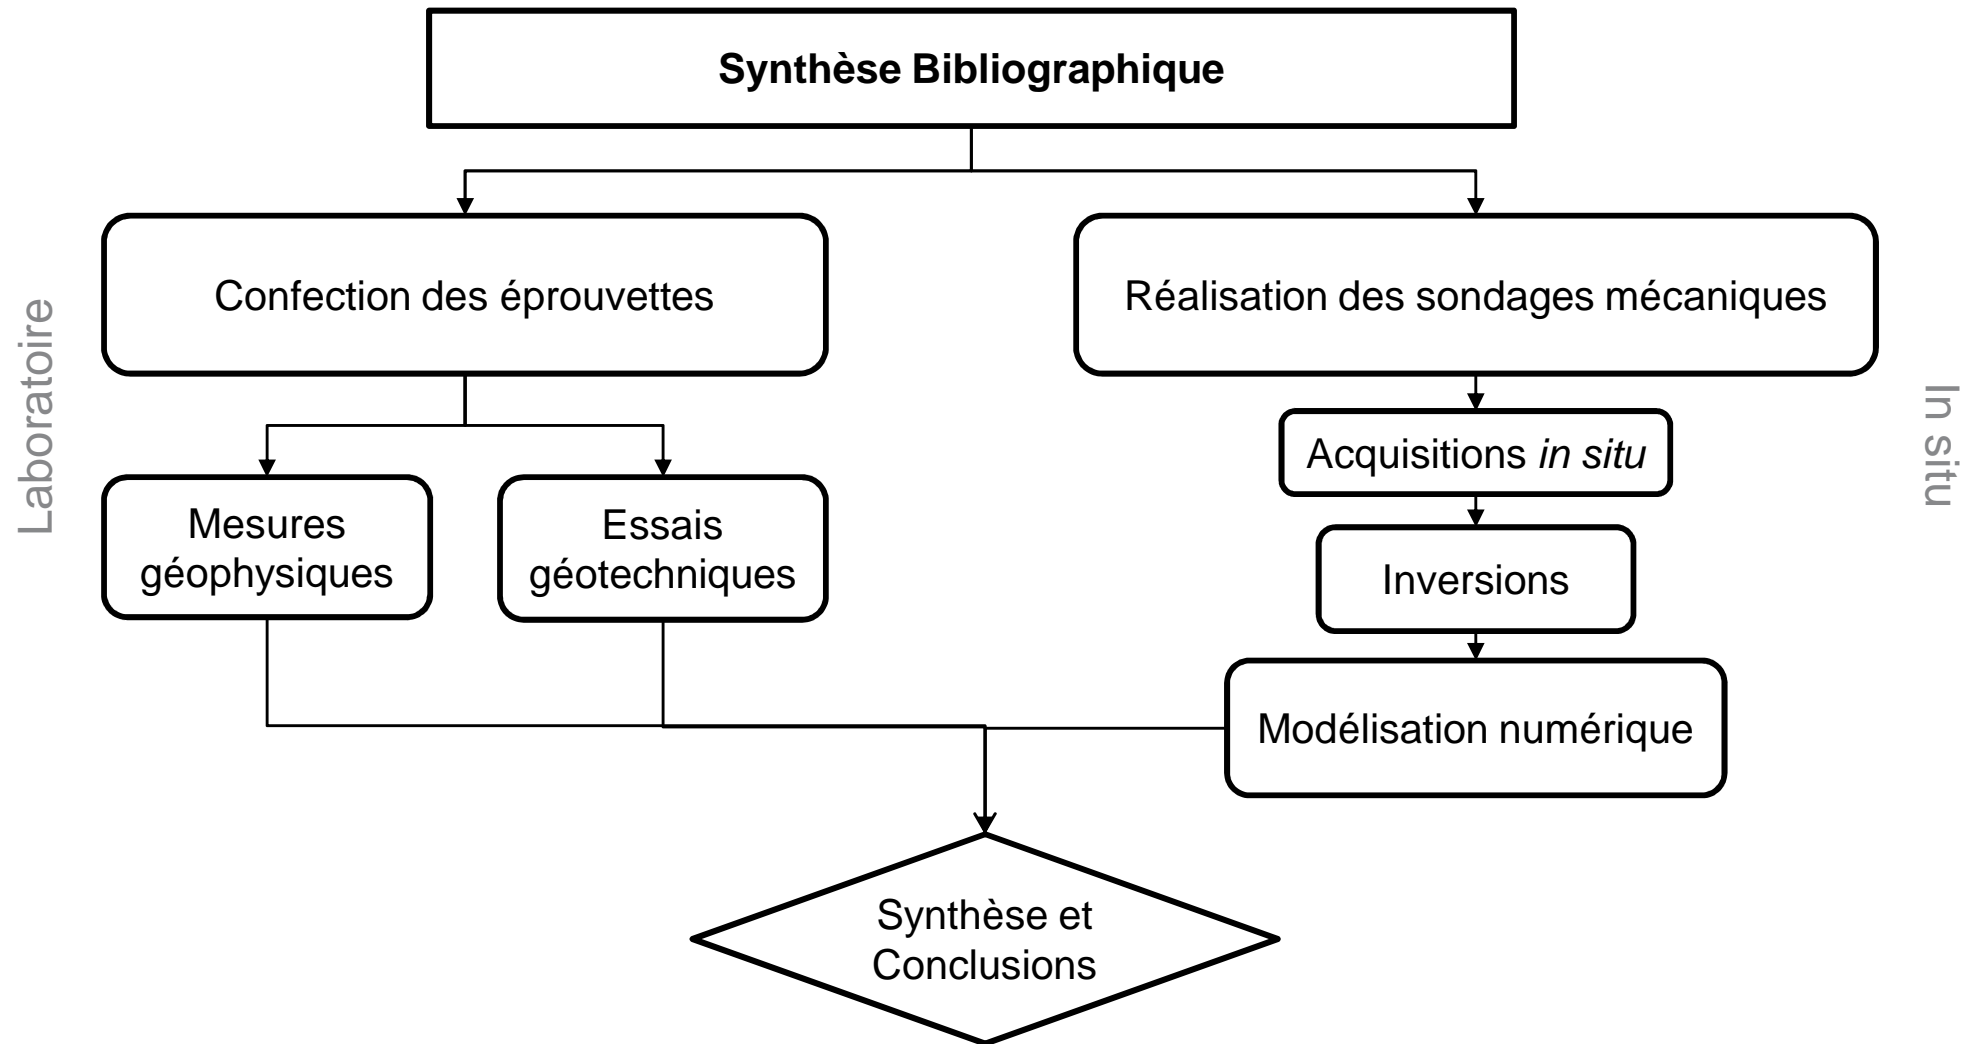 Synthèse Bibliographique
Laboratoire
Confection des éprouvettes
Mesures
géophysiques
Essais
géotechniques
Réalisation des sondages mécaniques
Acquisitions in situ
Inversions
Modélisation numérique
In situ
Synthèse et
Conclusions